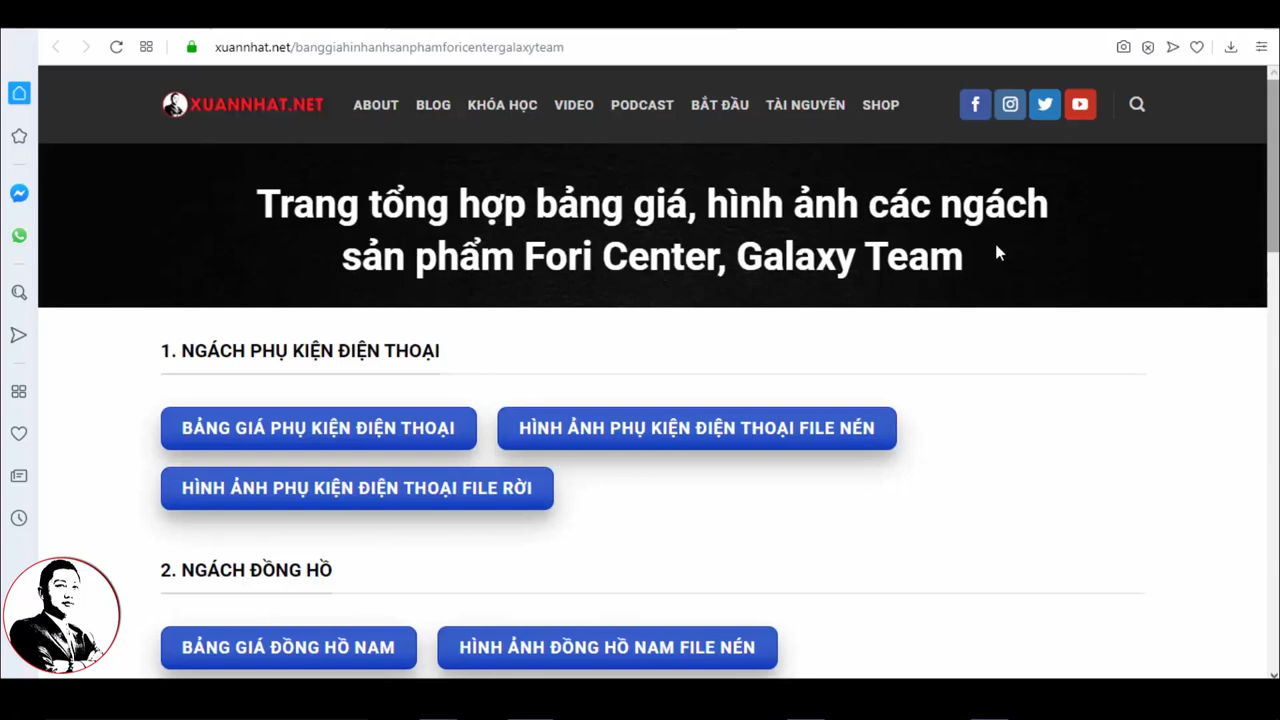 xuannhat.net/banggiahinhanhsanphamforicentergalaxyteam
XUANNHAT.NET ABOUT BLOG KHÓA HỌC VIDEO PODCAST BẮT ĐẦU TÀI NGUYÊN SHOP
Trang tổng hợp bảng giá, hình ảnh các ngách
sản phẩm Fori Center, Galaxy Team
1. NGÁCH PHỤ KIỆN ĐIỆN THOẠI
BẢNG GIÁ PHỤ KIỆN ĐIỆN THOẠI HÌNH ẢNH PHỤ KIỆN ĐIỆN THOẠI FILE NÉN
HÌNH ẢNH PHỤ KIỆN ĐIỆN THOẠI FILE RỜI
2. NGÁCH ĐỒNG HỒ
BẢNG GIÁ ĐỒNG HỒ NAM HÌNH ẢNH ĐỒNG HỒ NAM FILE NÉN